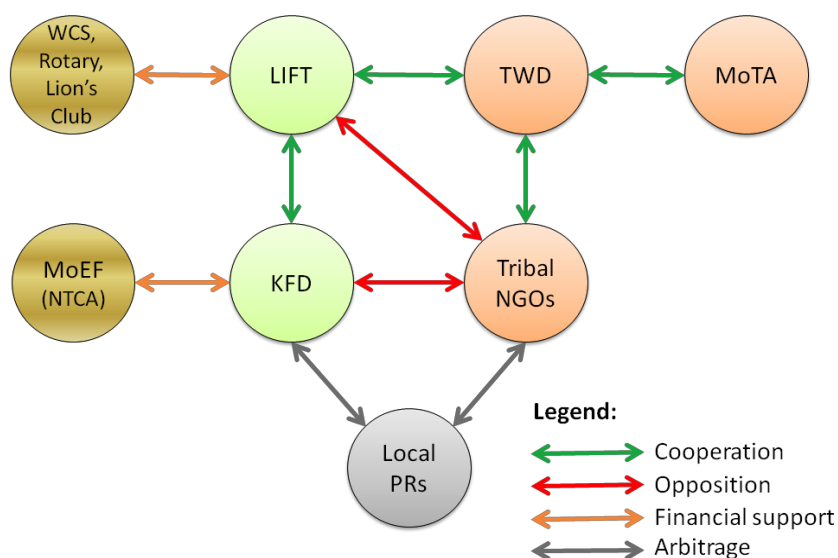 WCS,
Rotary,
Lion's
Club
LIFT
TWD
MoTA
MoEF
(NTCA)
KFD
Tribal
NGOs
Local
PRs
Legend:
Cooperation
Opposition
Financial support
Arbitrage